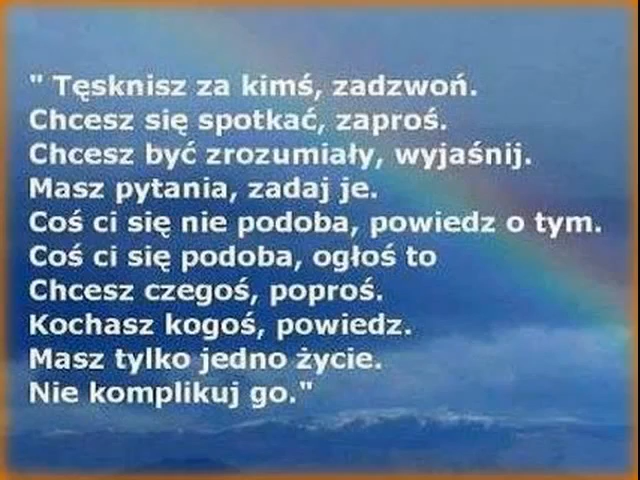 " Tęsknisz za kimś, zadzwoń.
Chcesz się spotkać, zaproś.
Chcesz być zrozumiały, wyjaśnij.
Masz pytania, zadaj je.
Coś ci się nie podoba, powiedz o tym.
Coś ci się podoba, ogłoś to
Chcesz czegoś, poproś.
Kochasz kogoś, powiedz.
Masz tylko jedno życie.
Nie komplikuj go."